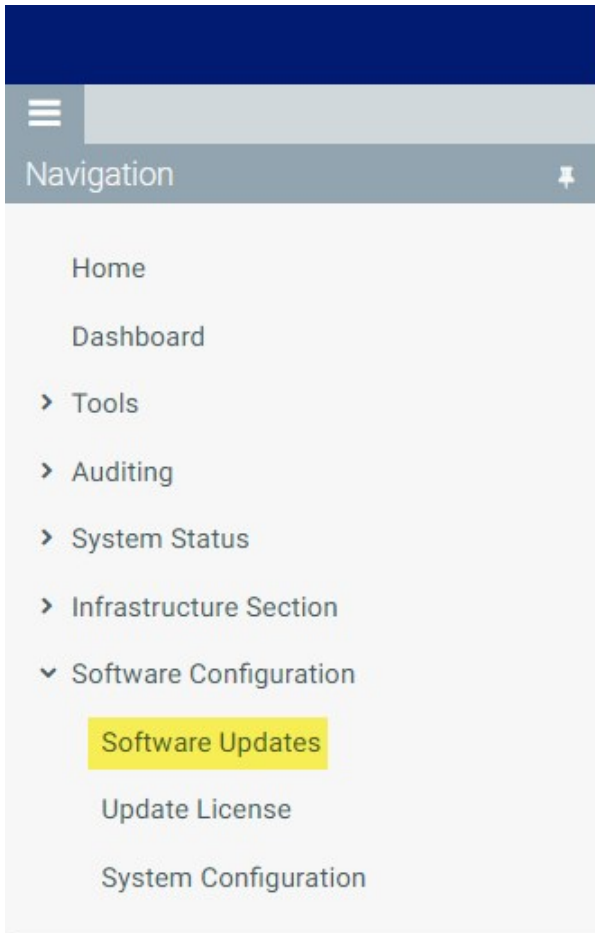 Navigation
Home
Dashboard
Tools
Auditing
System Status
Infrastructure Section
Software Configuration
Software Updates
Update License
System Configuration